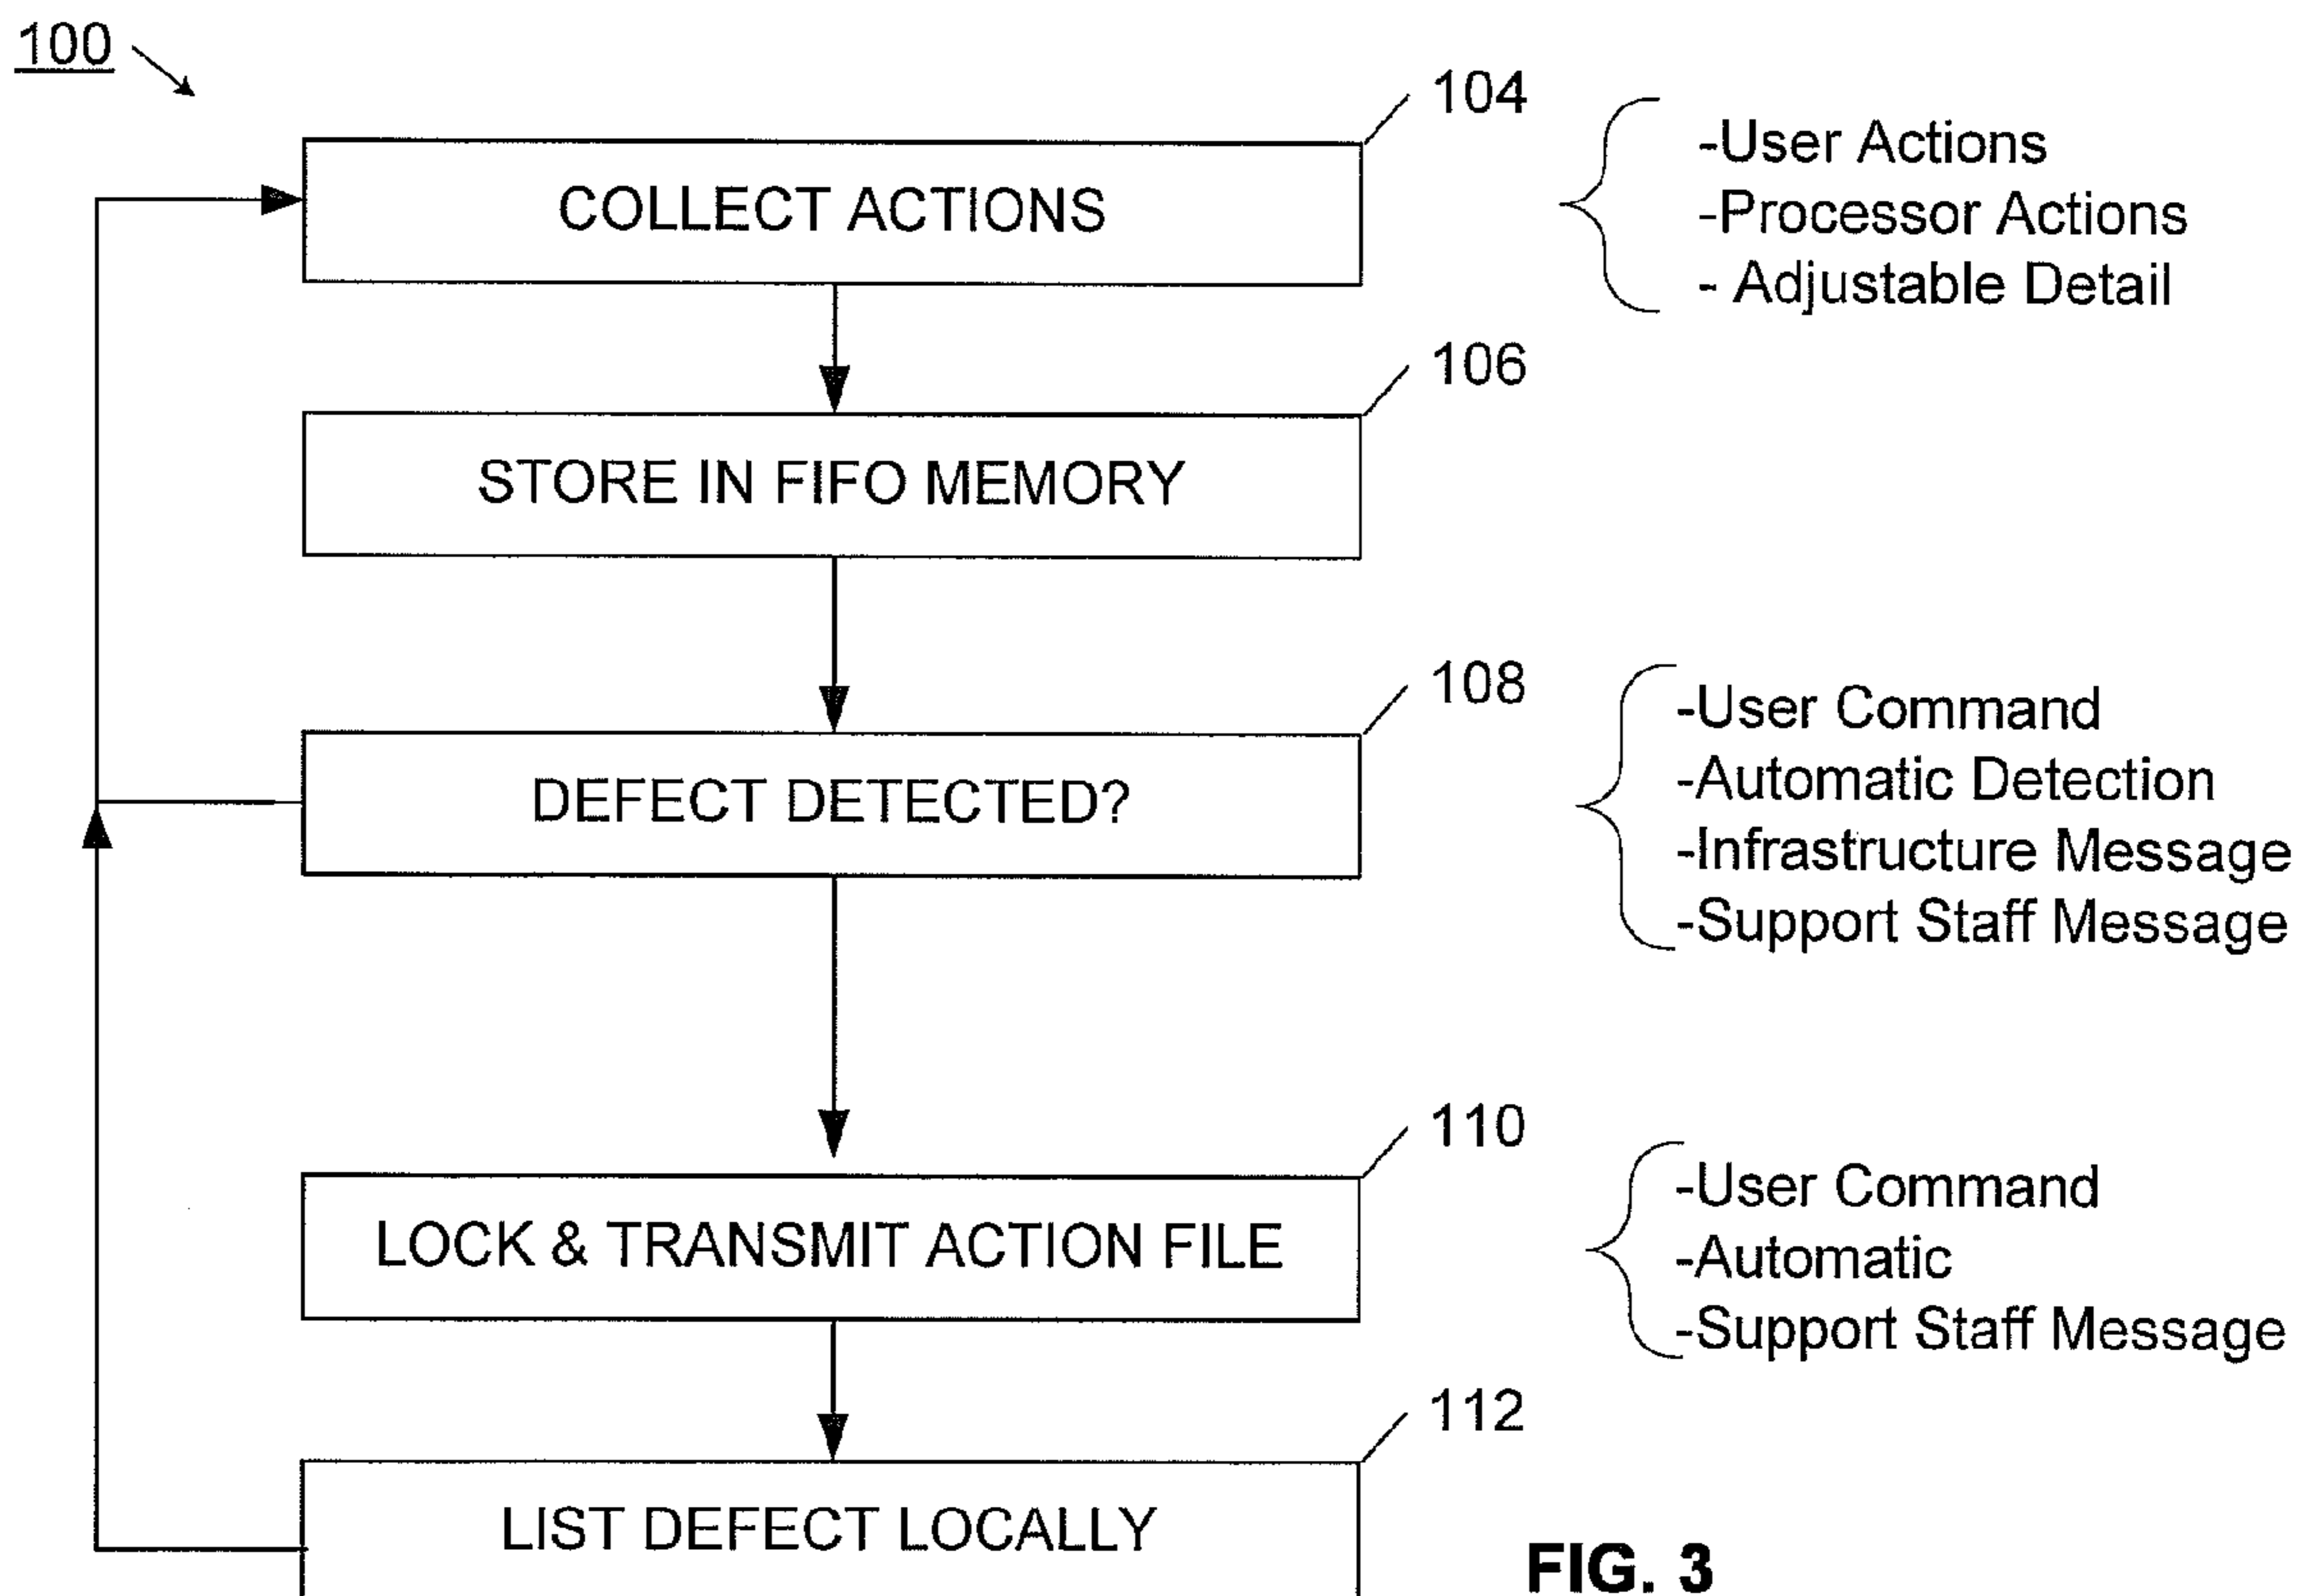 100
104
COLLECT ACTIONS
-User Actions
-Processor Actions
- Adjustable Detail
106
STORE IN FIFO MEMORY
108
DEFECT DETECTED?
-User Command
-Automatic Detection
-Infrastructure Message
-Support Staff Message
110
LOCK & TRANSMIT ACTION FILE
-User Command
-Automatic
-Support Staff Message
112
LIST DEFECT LOCALLY
FIG. 3